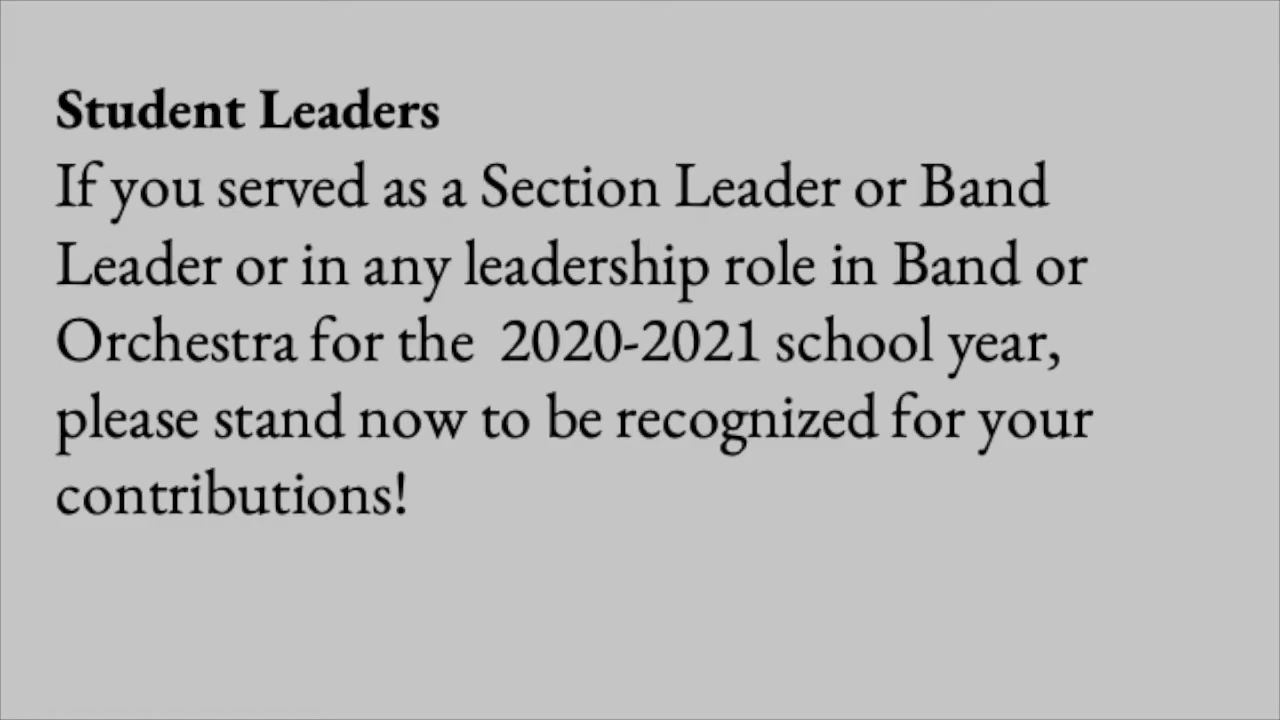 Student Leaders
If you served as a Section Leader or Band
Leader or in any leadership role in Band or
Orchestra for the  2020-2021 school year,
please stand now to be recognized for your
contributions!